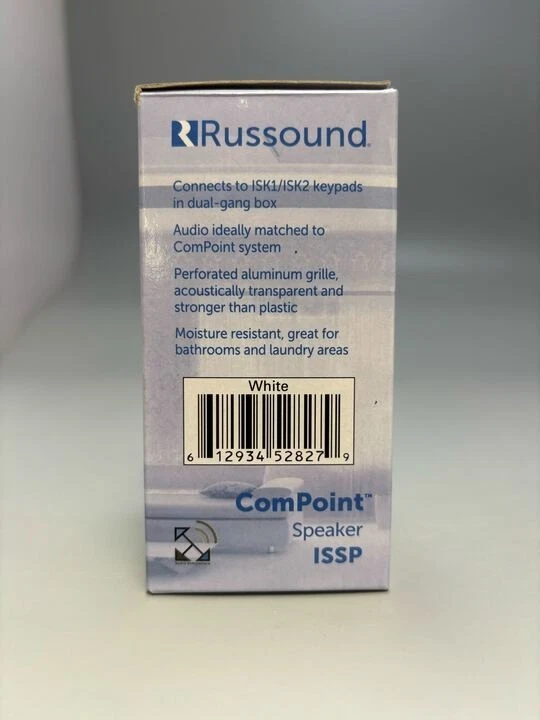 Russound
Connects to ISK1/ISK2 keypads
in dual-gang box
Audio ideally matched to
ComPoint system
Perforated aluminum grille,
acoustically transparent and
stronger than plastic
Moisture resistant, great for
bathrooms and laundry areas
White
6 12934 52827 9
ComPoint™
Speaker
ISSP